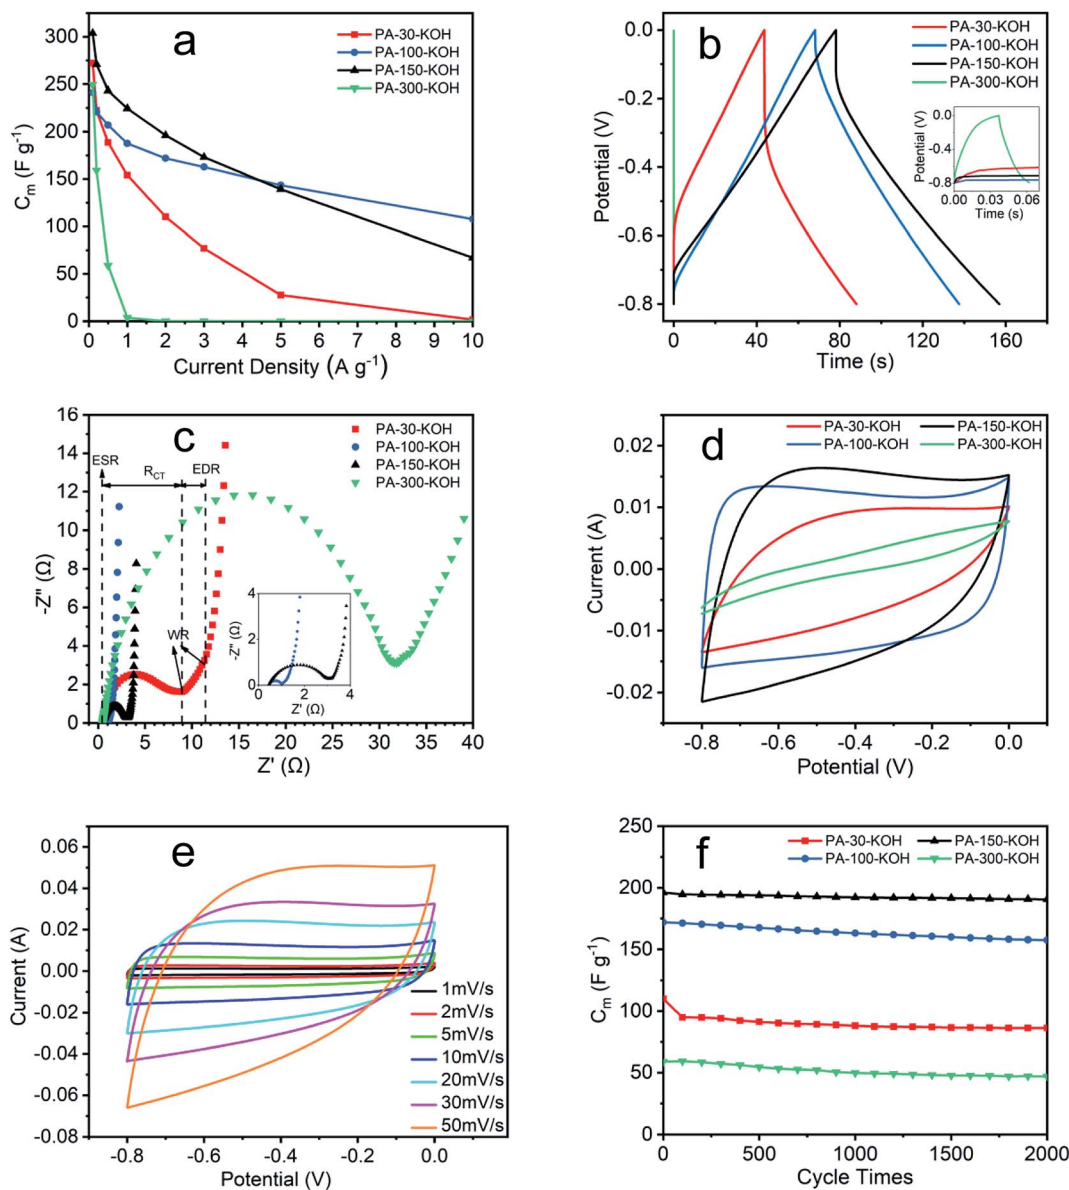 a
PA-30-KOH
PA-100-KOH
PA-150-KOH
PA-300-KOH
300
250
200
150
100
50
0
0 1 2 3 4 5 6 7 8 9 10
Cm (F g-1)
Current Density (A g-1)
b
PA-30-KOH
PA-100-KOH
PA-150-KOH
PA-300-KOH
0.0
-0.2
-0.4
-0.6
-0.8
0 40 80 120 160
Potential (V)
Time (s)
0.0
-0.4
-0.8
0.00 0.03 0.06
Potential (V)
Time (s)
c
PA-30-KOH
PA-100-KOH
PA-150-KOH
PA-300-KOH
ESR
RCT
EDR
WR
16
14
12
10
8
6
4
2
0
0 5 10 15 20 25 30 35 40
-Z" (Ω)
Z' (Ω)
4
2
0
0 2 4
-Z" (Ω)
Z' (Ω)
d
PA-30-KOH PA-150-KOH
PA-100-KOH PA-300-KOH
0.02
0.01
0.00
-0.01
-0.02
-0.8 -0.6 -0.4 -0.2 0.0
Current (A)
Potential (V)
e
0.06
0.04
0.02
0.00
-0.02
-0.04
-0.06
-0.08
-0.8 -0.6 -0.4 -0.2 0.0
Current (A)
Potential (V)
1mV/s
2mV/s
5mV/s
10mV/s
20mV/s
30mV/s
50mV/s
f
PA-30-KOH PA-150-KOH
PA-100-KOH PA-300-KOH
250
200
150
100
50
0
0 500 1000 1500 2000
Cm (F g-1)
Cycle Times